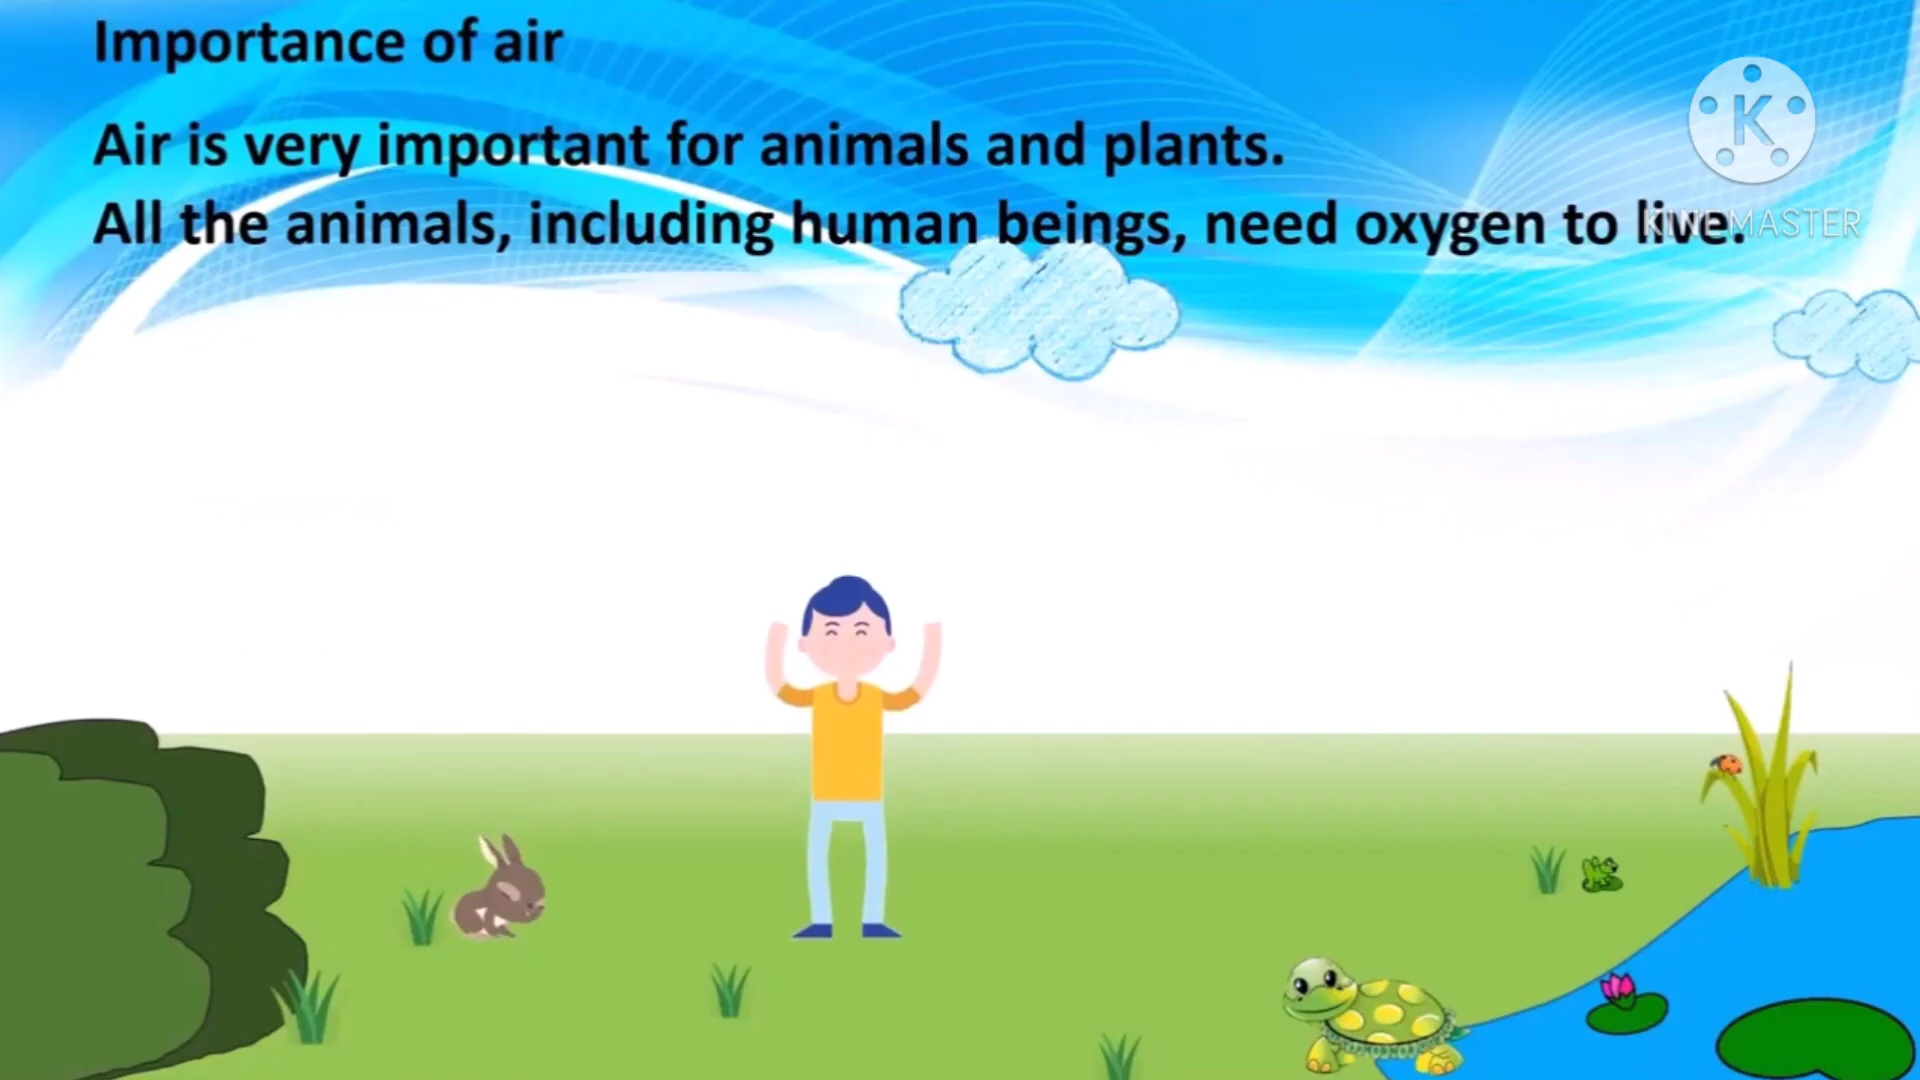 Importance of air
Air is very important for animals and plants.
All the animals, including human beings, need oxygen to live.
K
KINEMASTER